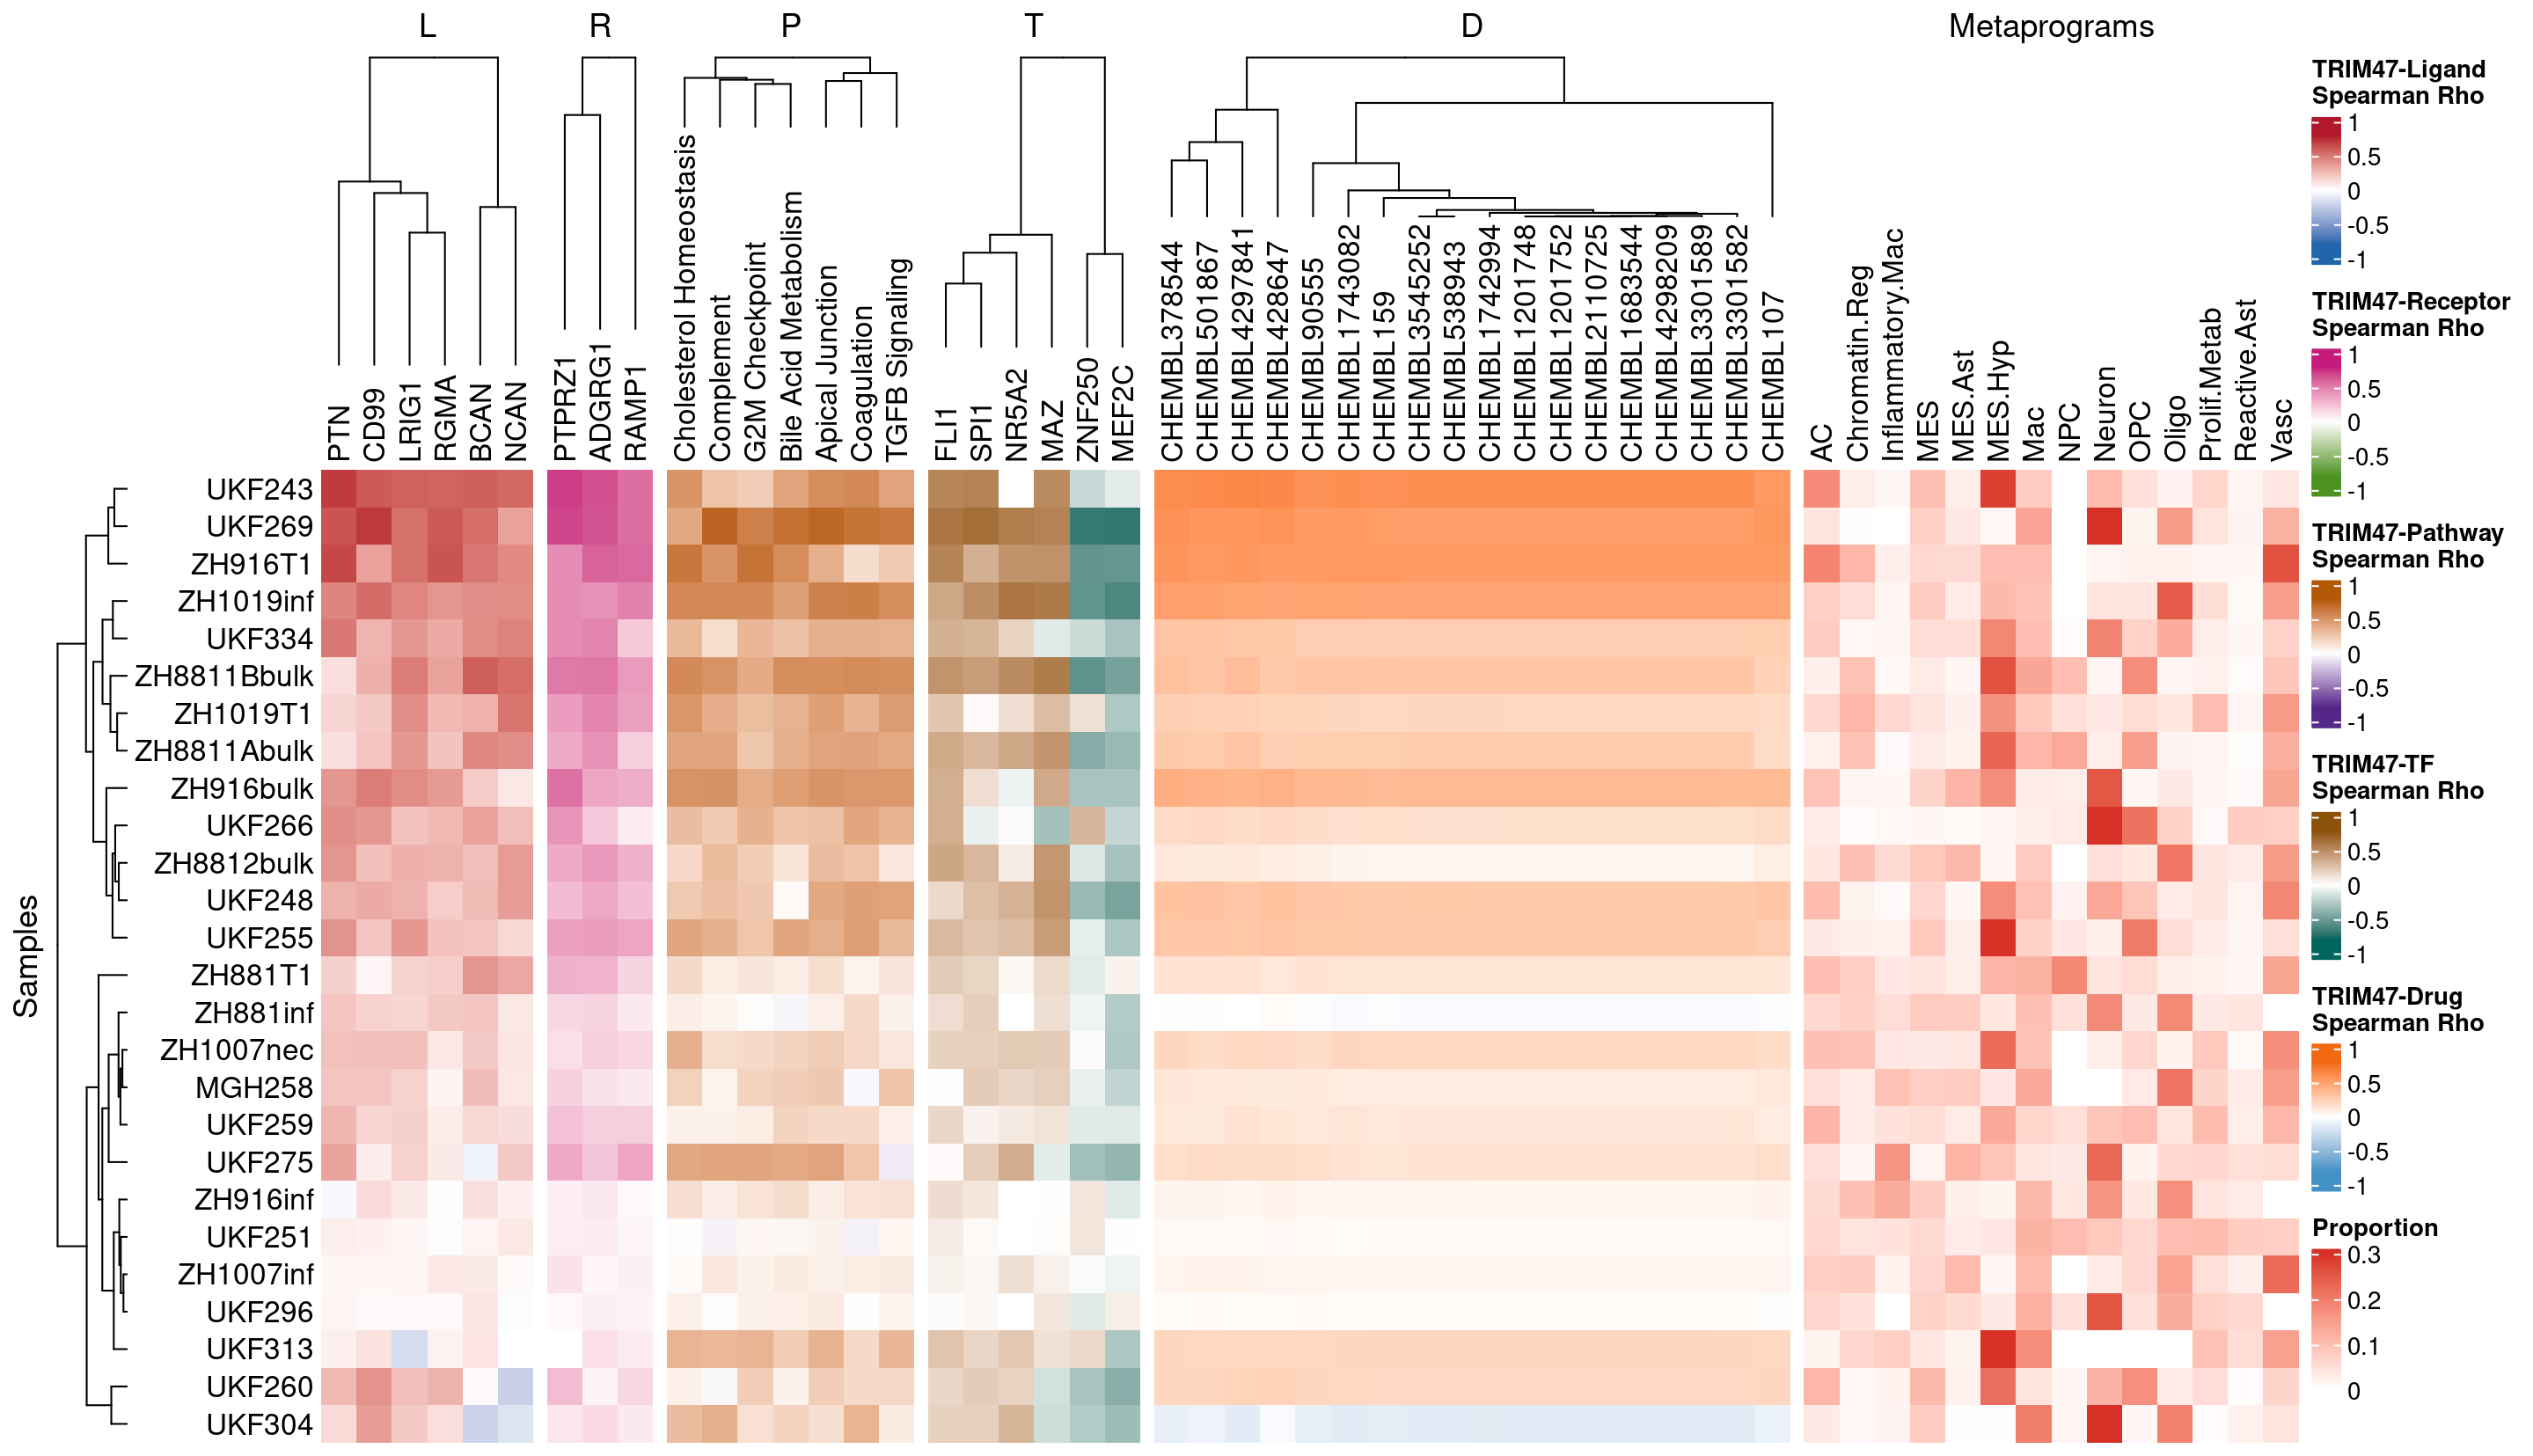 L R P T D Metaprograms
PTN CD99 LRIG1 RGMA BCAN NCAN
PTPRZ1 ADGRG1 RAMP1
Cholesterol Homeostasis
Complement
G2M Checkpoint
Bile Acid Metabolism
Apical Junction
Coagulation
TGFB Signaling
FLI1 SPI1 NR5A2 MAZ ZNF250 MEF2C
CHEMBL378544
CHEMBL501867
CHEMBL4297841
CHEMBL428647
CHEMBL90555
CHEMBL1743082
CHEMBL159
CHEMBL3545252
CHEMBL538943
CHEMBL1742994
CHEMBL1201748
CHEMBL1201752
CHEMBL2110725
CHEMBL1683544
CHEMBL4298209
CHEMBL3301589
CHEMBL3301582
CHEMBL107
AC
Chromatin.Reg
Inflammatory.Mac
MES
MES.Ast
MES.Hyp
Mac
NPC
Neuron
OPC
Oligo
Prolif.Metab
Reactive.Ast
Vasc
Samples
UKF243
UKF269
ZH916T1
ZH1019inf
UKF334
ZH8811Bbulk
ZH1019T1
ZH8811Abulk
ZH916bulk
UKF266
ZH8812bulk
UKF248
UKF255
ZH881T1
ZH881inf
ZH1007nec
MGH258
UKF259
UKF275
ZH916inf
UKF251
ZH1007inf
UKF296
UKF313
UKF260
UKF304
TRIM47-Ligand
Spearman Rho
1
0.5
0
-0.5
-1
TRIM47-Receptor
Spearman Rho
1
0.5
0
-0.5
-1
TRIM47-Pathway
Spearman Rho
1
0.5
0
-0.5
-1
TRIM47-TF
Spearman Rho
1
0.5
0
-0.5
-1
TRIM47-Drug
Spearman Rho
1
0.5
0
-0.5
-1
Proportion
0.3
0.2
0.1
0